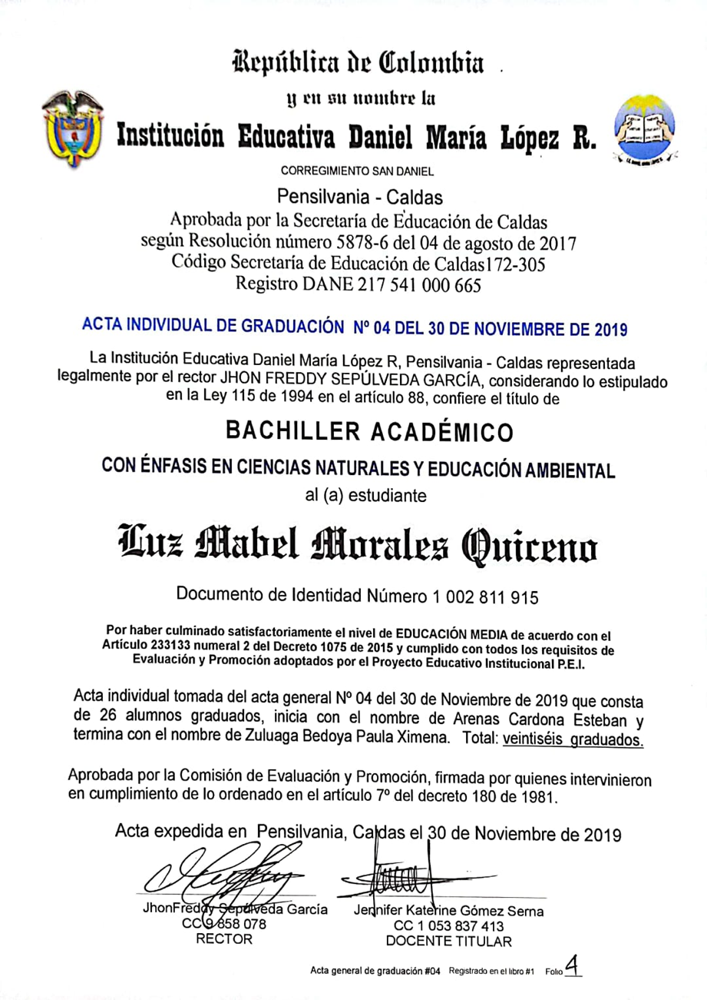 República de Colombia
y en su nombre la
Institución Educativa Daniel María López R.
CORREGIMIENTO SAN DANIEL
Pensilvania - Caldas
Aprobada por la Secretaría de Educación de Caldas
según Resolución número 5878-6 del 04 de agosto de 2017
Código Secretaría de Educación de Caldas172-305
Registro DANE 217 541 000 665
ACTA INDIVIDUAL DE GRADUACIÓN Nº 04 DEL 30 DE NOVIEMBRE DE 2019
La Institución Educativa Daniel María López R, Pensilvania - Caldas representada
legalmente por el rector JHON FREDDY SEPÚLVEDA GARCÍA, considerando lo estipulado
en la Ley 115 de 1994 en el artículo 88, confiere el título de
BACHILLER ACADÉMICO
CON ÉNFASIS EN CIENCIAS NATURALES Y EDUCACIÓN AMBIENTAL
al (a) estudiante
Luz Mabel Morales Quiceno
Documento de Identidad Número 1 002 811 915
Por haber culminado satisfactoriamente el nivel de EDUCACIÓN MEDIA de acuerdo con el
Artículo 233133 numeral 2 del Decreto 1075 de 2015 y cumplido con todos los requisitos de
Evaluación y Promoción adoptados por el Proyecto Educativo Institucional P.E.I.
Acta individual tomada del acta general Nº 04 del 30 de Noviembre de 2019 que consta
de 26 alumnos graduados, inicia con el nombre de Arenas Cardona Esteban y
termina con el nombre de Zuluaga Bedoya Paula Ximena. Total: veintiséis graduados.
Aprobada por la Comisión de Evaluación y Promoción, firmada por quienes intervinieron
en cumplimiento de lo ordenado en el artículo 7º del decreto 180 de 1981.
Acta expedida en Pensilvania, Caldas el 30 de Noviembre de 2019
JhonFreddy Sepúlveda García
CC 9 858 078
RECTOR
Jennifer Katerine Gómez Serna
CC 1 053 837 413
DOCENTE TITULAR
Acta general de graduación #04 Registrado en el libro #1 Folio 4